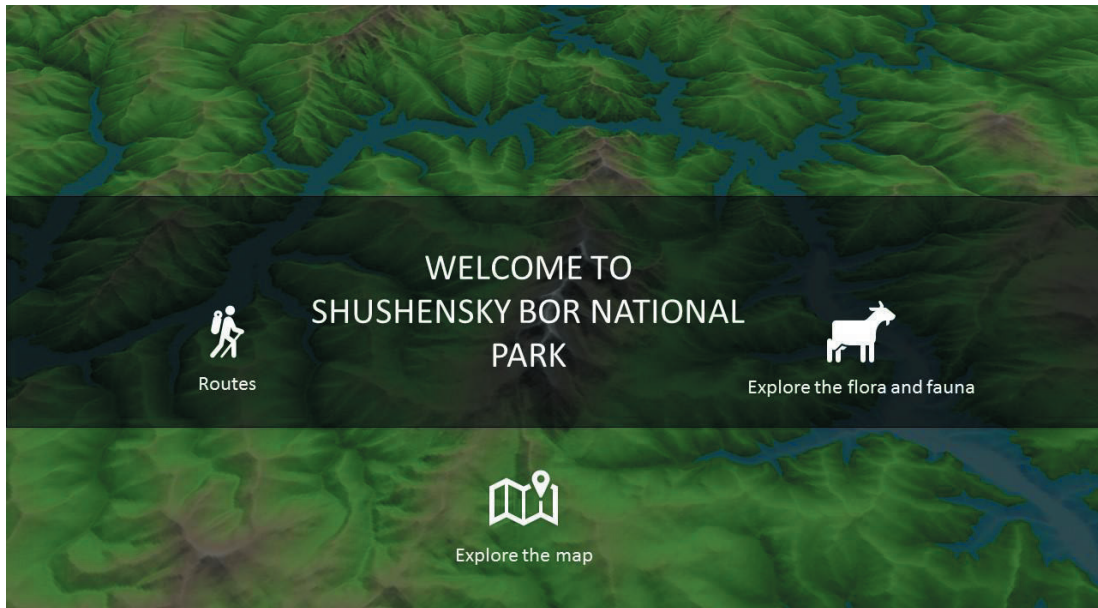 WELCOME TO
SHUSHENSKY BOR NATIONAL
PARK
Routes
Explore the flora and fauna
Explore the map